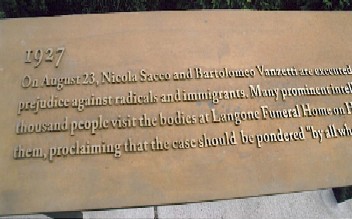 1927
On August 23, Nicola Sacco and Bartolomeo Vanzetti are executed
prejudice against radicals and immigrants. Many prominent intel
thousand people visit the bodies at Langone Funeral Home on H
them, proclaiming that the case should be pondered "by all wh